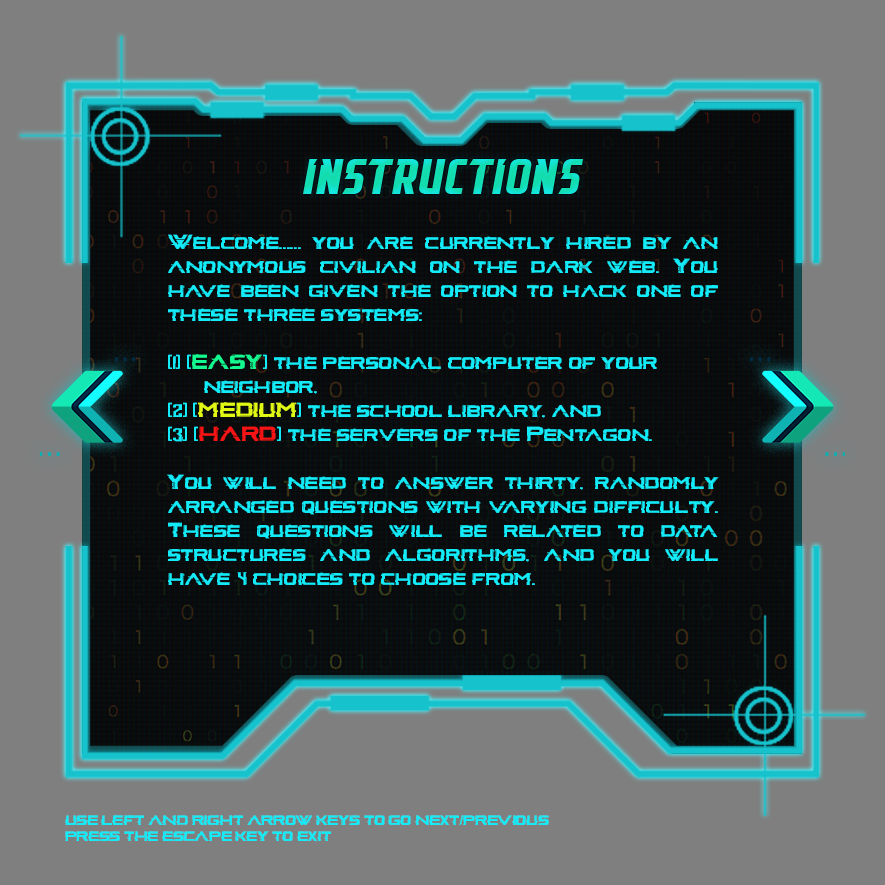 INSTRUCTIONS
WELCOME..... YOU ARE CURRENTLY HIRED BY AN
ANONYMOUS CIVILIAN ON THE DARK WEB. YOU
HAVE BEEN GIVEN THE OPTION TO HACK ONE OF
THESE THREE SYSTEMS:
[1] [EASY] THE PERSONAL COMPUTER OF YOUR
NEIGHBOR,
[2] [MEDIUM] THE SCHOOL LIBRARY, AND
[3] [HARD] THE SERVERS OF THE PENTAGON.
YOU WILL NEED TO ANSWER THIRTY, RANDOMLY
ARRANGED QUESTIONS WITH VARYING DIFFICULTY.
THESE QUESTIONS WILL BE RELATED TO DATA
STRUCTURES AND ALGORITHMS, AND YOU WILL
HAVE 4 CHOICES TO CHOOSE FROM.
USE LEFT AND RIGHT ARROW KEYS TO GO NEXT/PREVIOUS
PRESS THE ESCAPE KEY TO EXIT